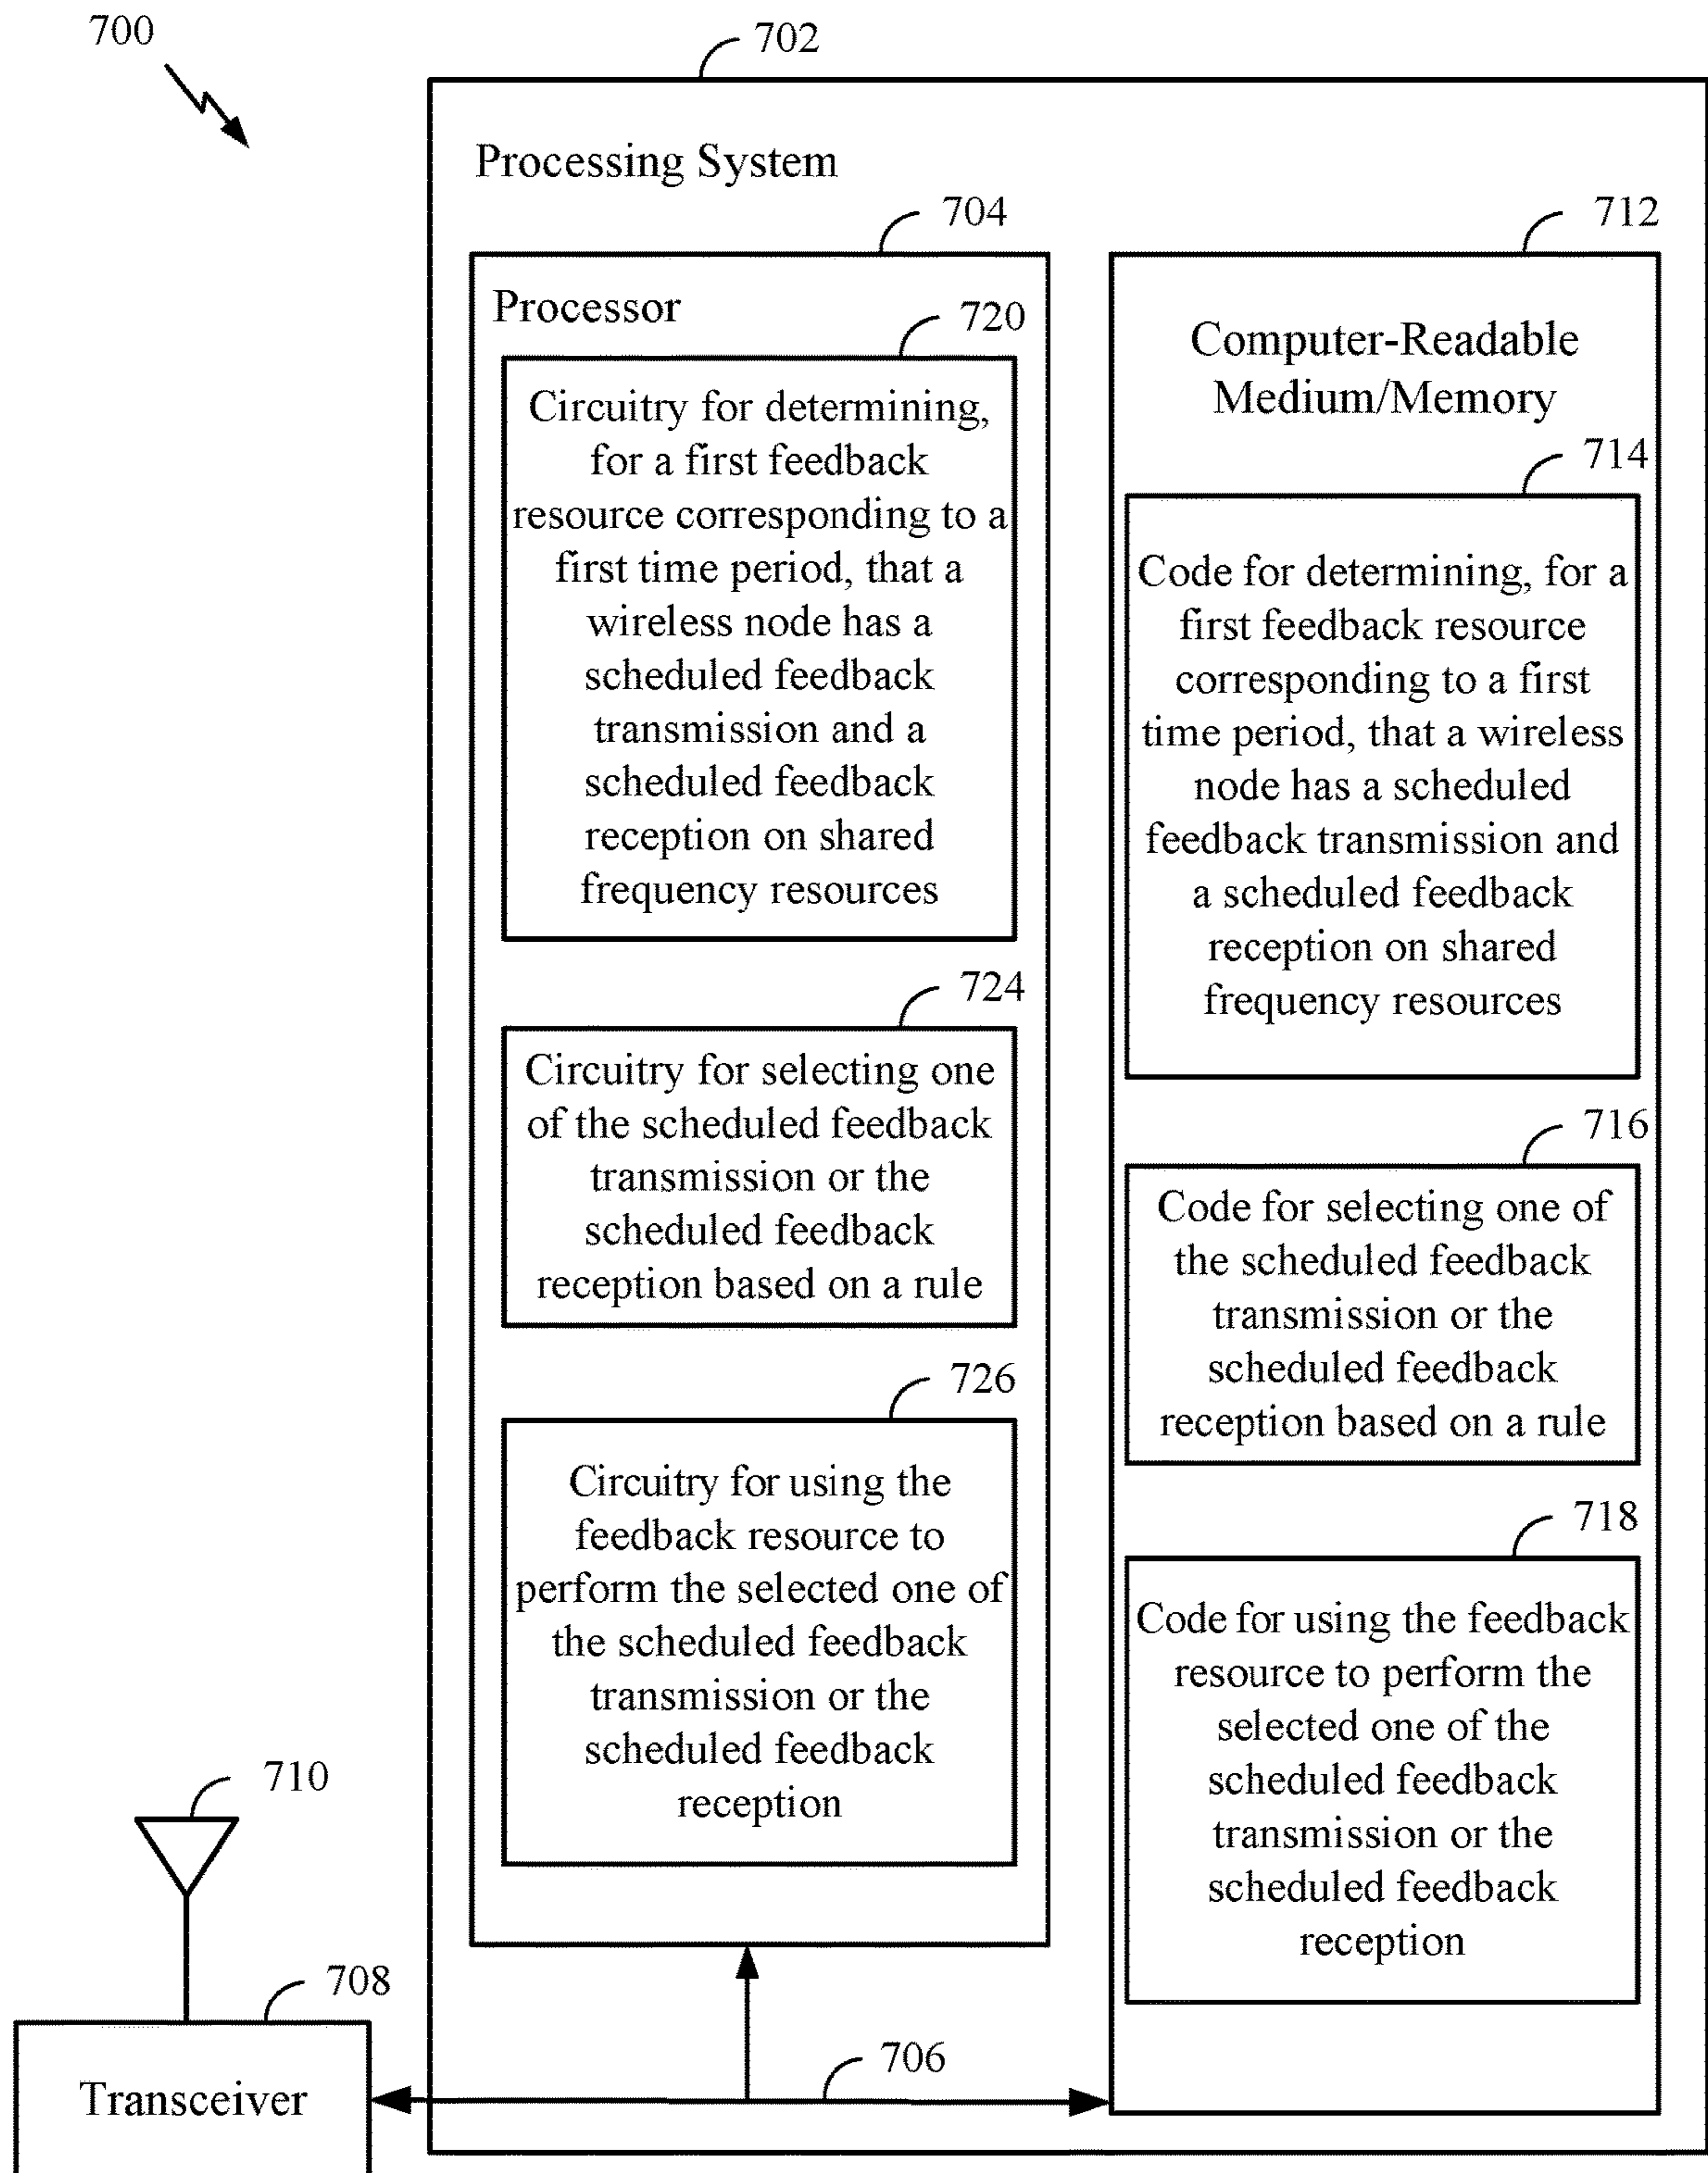 700
702
Processing System
704
Processor
720
Circuitry for determining,
for a first feedback
resource corresponding to a
first time period, that a
wireless node has a
scheduled feedback
transmission and a
scheduled feedback
reception on shared
frequency resources
724
Circuitry for selecting one
of the scheduled feedback
transmission or the
scheduled feedback
reception based on a rule
726
Circuitry for using the
feedback resource to
perform the selected one of
the scheduled feedback
transmission or the
scheduled feedback
reception
712
Computer-Readable
Medium/Memory
714
Code for determining, for a
first feedback resource
corresponding to a first
time period, that a wireless
node has a scheduled
feedback transmission and
a scheduled feedback
reception on shared
frequency resources
716
Code for selecting one of
the scheduled feedback
transmission or the
scheduled feedback
reception based on a rule
718
Code for using the feedback
resource to perform the
selected one of the
scheduled feedback
transmission or the
scheduled feedback
reception
710
708
Transceiver
706